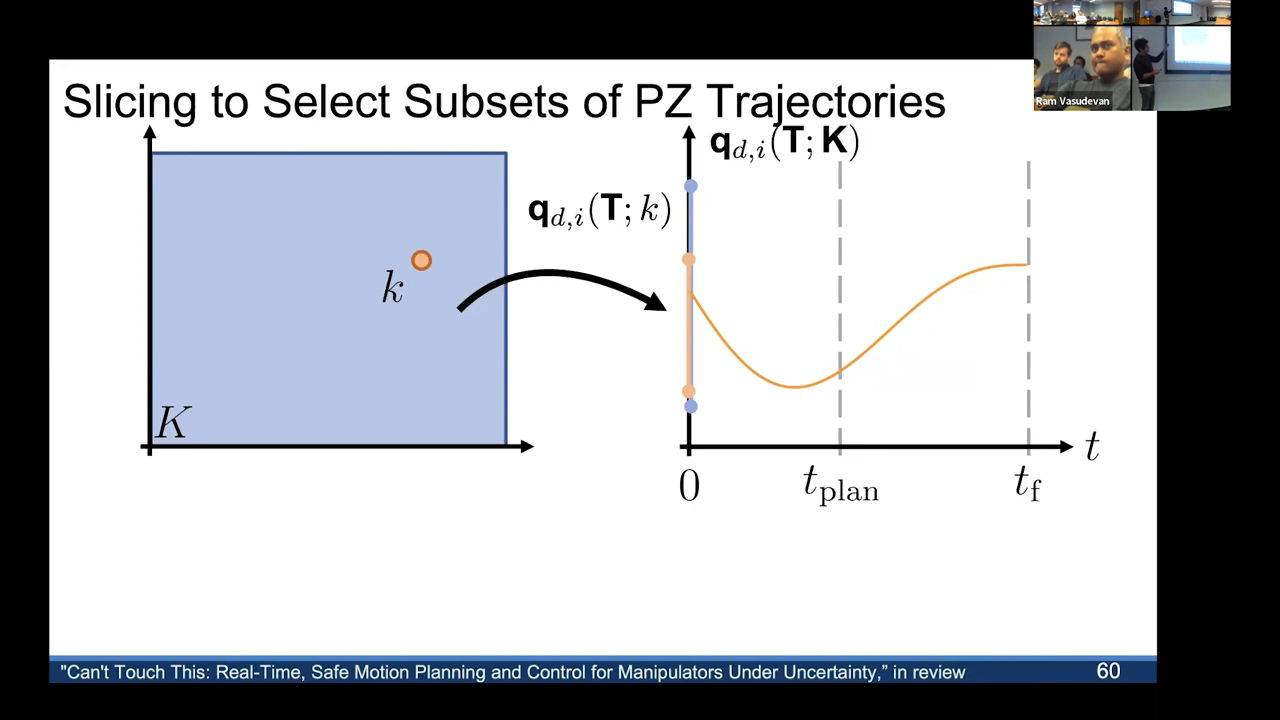 Slicing to Select Subsets of PZ Trajectories
Ram Vasudevan
q_{d,i}(T; K)
q_{d,i}(T; k)
k
K
0
t_plan
t_f
t
"Can't Touch This: Real-Time, Safe Motion Planning and Control for Manipulators Under Uncertainty,” in review
60